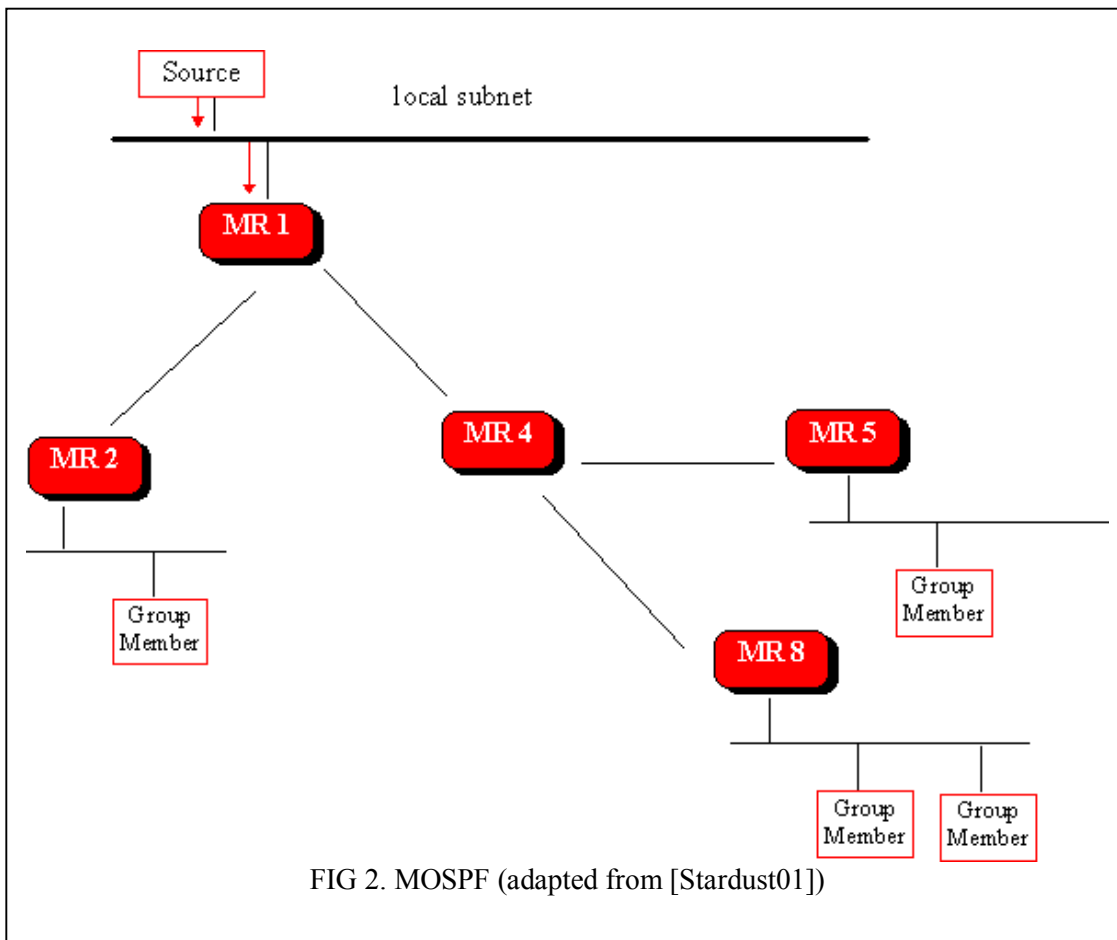 Source
local subnet
MR 1
MR 2
MR 4
MR 5
Group
Member
Group
Member
MR 8
Group
Member
Group
Member
FIG 2. MOSPF (adapted from [Stardust01])